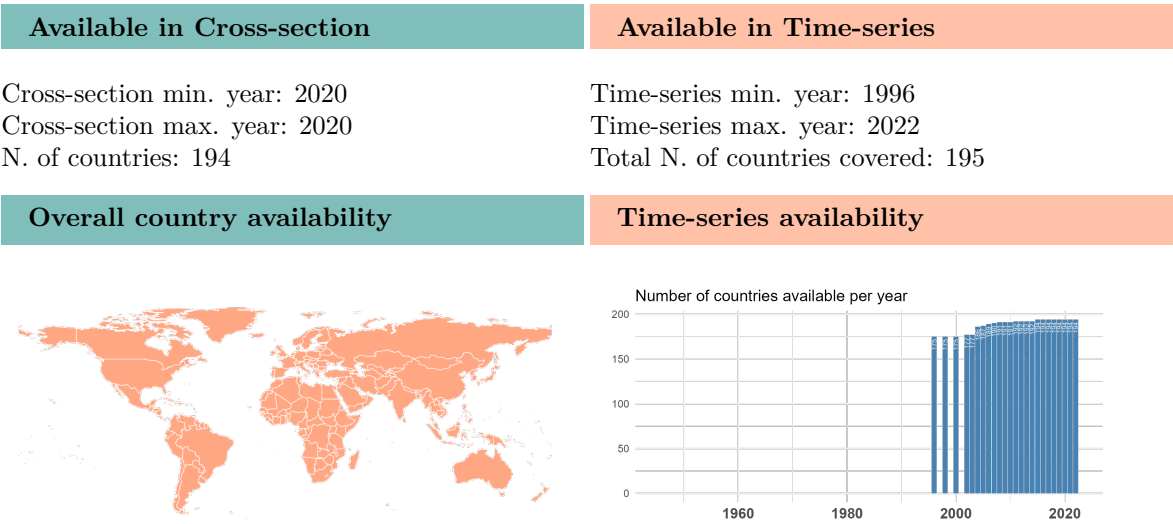 Available in Cross-section
Cross-section min. year: 2020
Cross-section max. year: 2020
N. of countries: 194
Available in Time-series
Time-series min. year: 1996
Time-series max. year: 2022
Total N. of countries covered: 195
Overall country availability
Time-series availability
Number of countries available per year
200
150
100
50
0
1960
1980
2000
2020